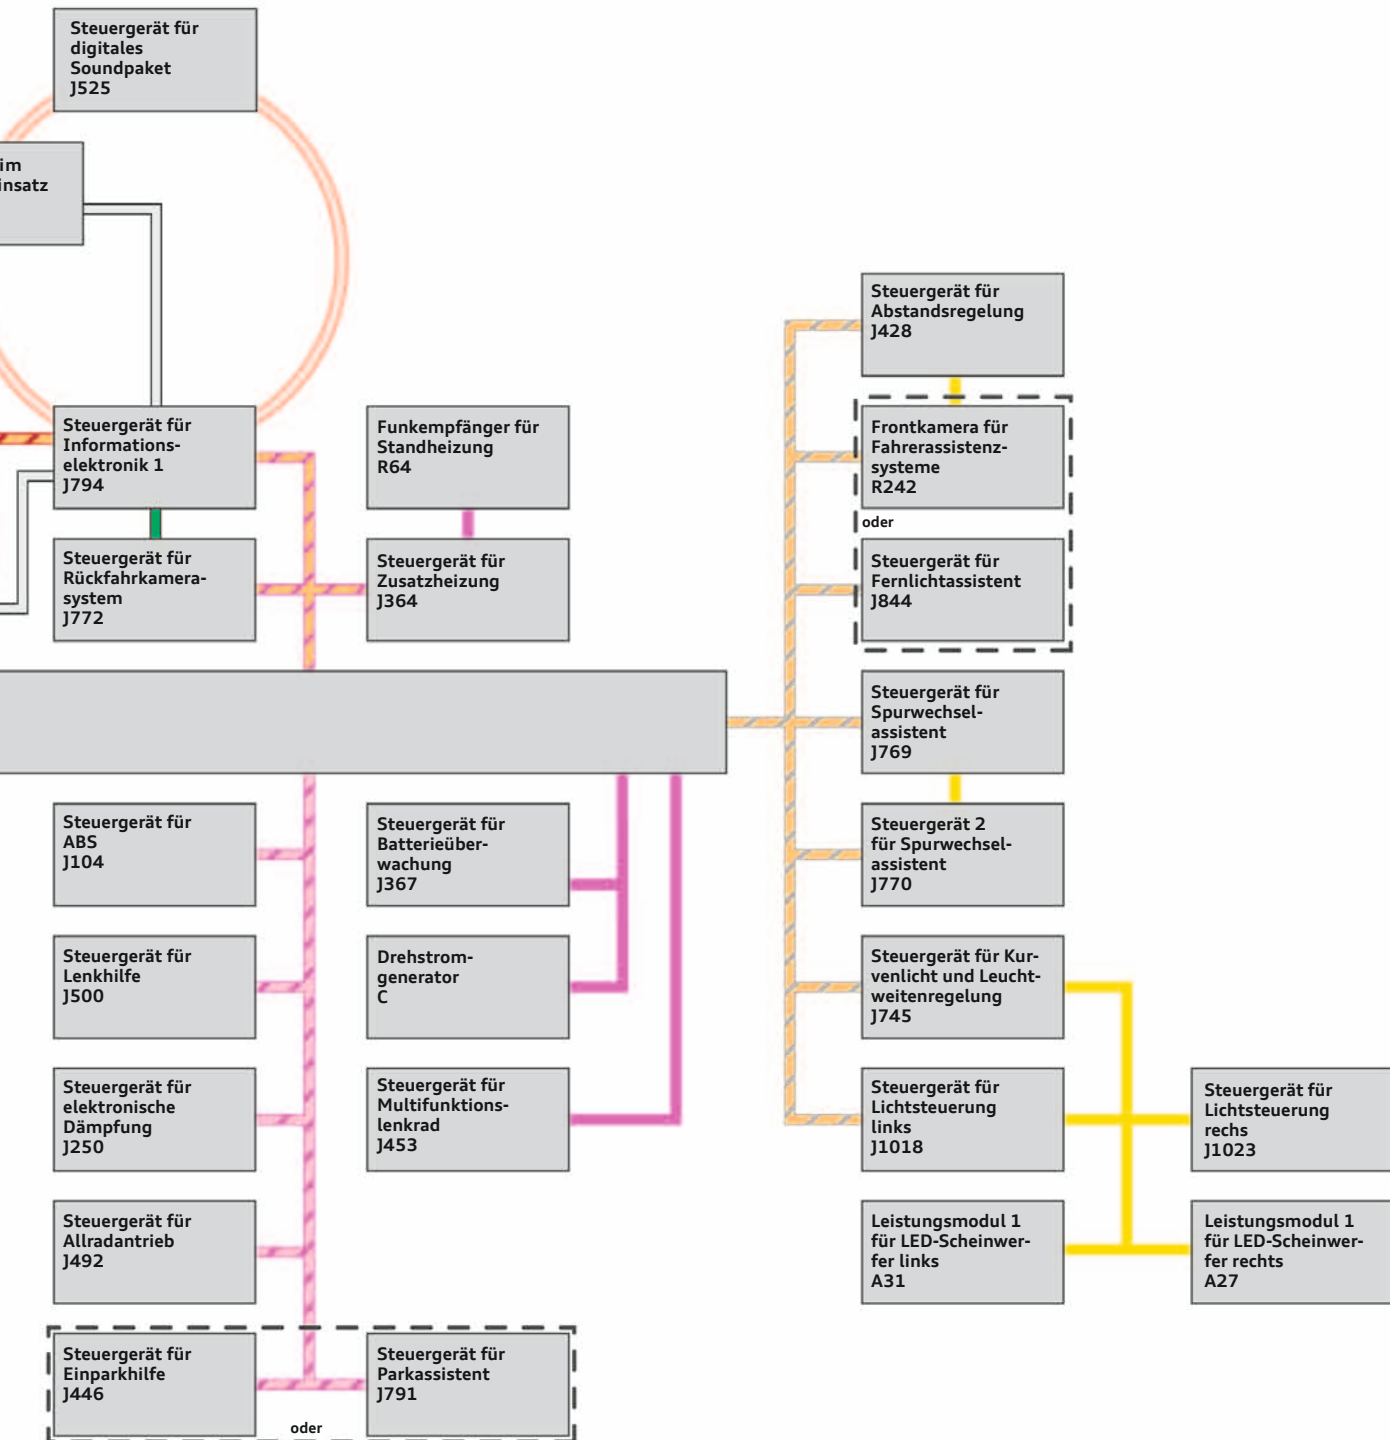 Steuergerät für
digitales
Soundpaket
J525
im
insatz
Steuergerät für
Abstandsregelung
J428
Steuergerät für
Informations-
elektronik 1
J794
Funkempfänger für
Standheizung
R64
Frontkamera für
Fahrerassistenz-
systeme
R242
oder
Steuergerät für
Rückfahrkamera-
system
J772
Steuergerät für
Zusatzheizung
J364
Steuergerät für
Fernlichtassistent
J844
Steuergerät für
Spurwechsel-
assistent
J769
Steuergerät für
ABS
J104
Steuergerät für
Batterieüber-
wachung
J367
Steuergerät 2
für Spurwechsel-
assistent
J770
Steuergerät für
Lenkhilfe
J500
Drehstrom-
generator
C
Steuergerät für Kur-
venlicht und Leucht-
weitenregelung
J745
Steuergerät für
elektronische
Dämpfung
J250
Steuergerät für
Multifunktions-
lenkrad
J453
Steuergerät für
Lichtsteuerung
links
J1018
Steuergerät für
Lichtsteuerung
rechs
J1023
Steuergerät für
Allradantrieb
J492
Leistungsmodul 1
für LED-Scheinwer-
fer links
A31
Leistungsmodul 1
für LED-Scheinwer-
fer rechts
A27
Steuergerät für
Einparkhilfe
J446
Steuergerät für
Parkassistent
J791
oder